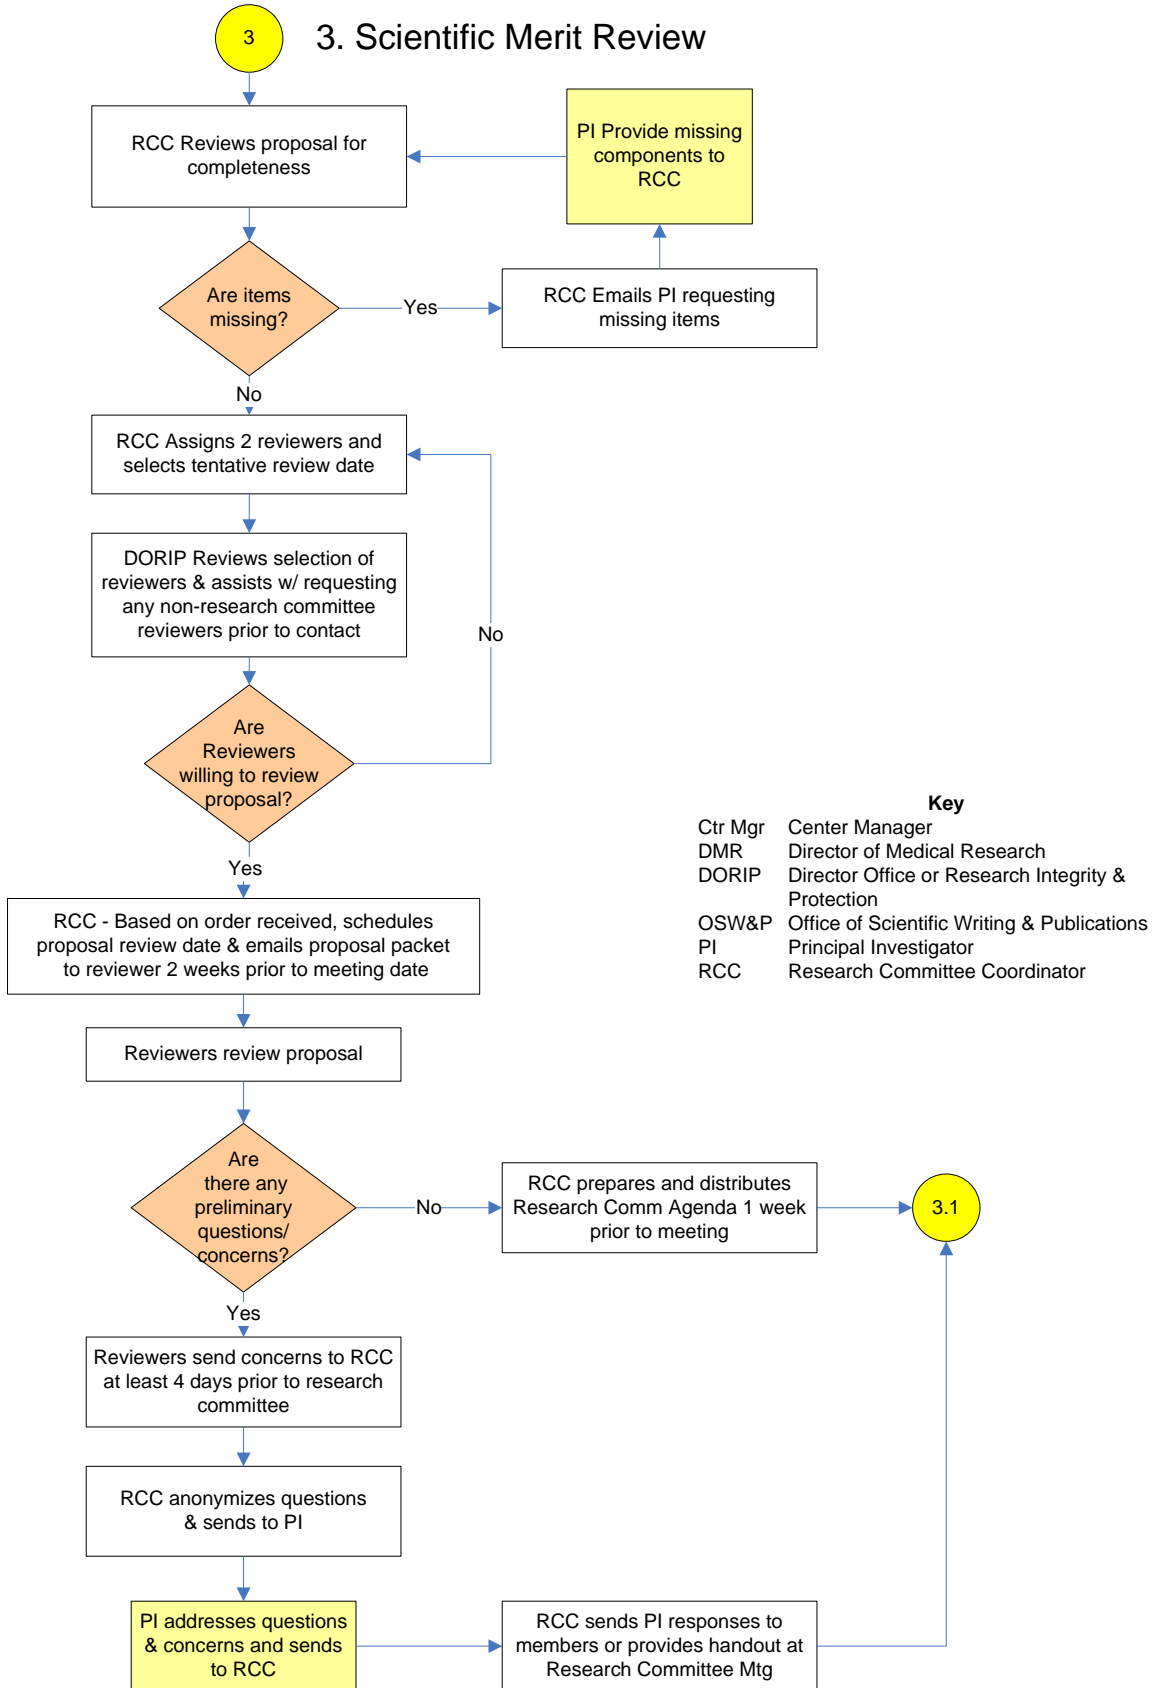 3
3. Scientific Merit Review
RCC Reviews proposal for
completeness
PI Provide missing
components to
RCC
Are items
missing?
Yes
RCC Emails PI requesting
missing items
No
RCC Assigns 2 reviewers and
selects tentative review date
DORIP Reviews selection of
reviewers & assists w/ requesting
any non-research committee
reviewers prior to contact
No
Are
Reviewers
willing to review
proposal?
Yes
Key
Ctr Mgr Center Manager
DMR Director of Medical Research
DORIP Director Office or Research Integrity &
Protection
OSW&P Office of Scientific Writing & Publications
PI Principal Investigator
RCC Research Committee Coordinator
RCC - Based on order received, schedules
proposal review date & emails proposal packet
to reviewer 2 weeks prior to meeting date
Reviewers review proposal
Are
there any
preliminary
questions/
concerns?
No
RCC prepares and distributes
Research Comm Agenda 1 week
prior to meeting
3.1
Yes
Reviewers send concerns to RCC
at least 4 days prior to research
committee
RCC anonymizes questions
& sends to PI
PI addresses questions
& concerns and sends
to RCC
RCC sends PI responses to
members or provides handout at
Research Committee Mtg